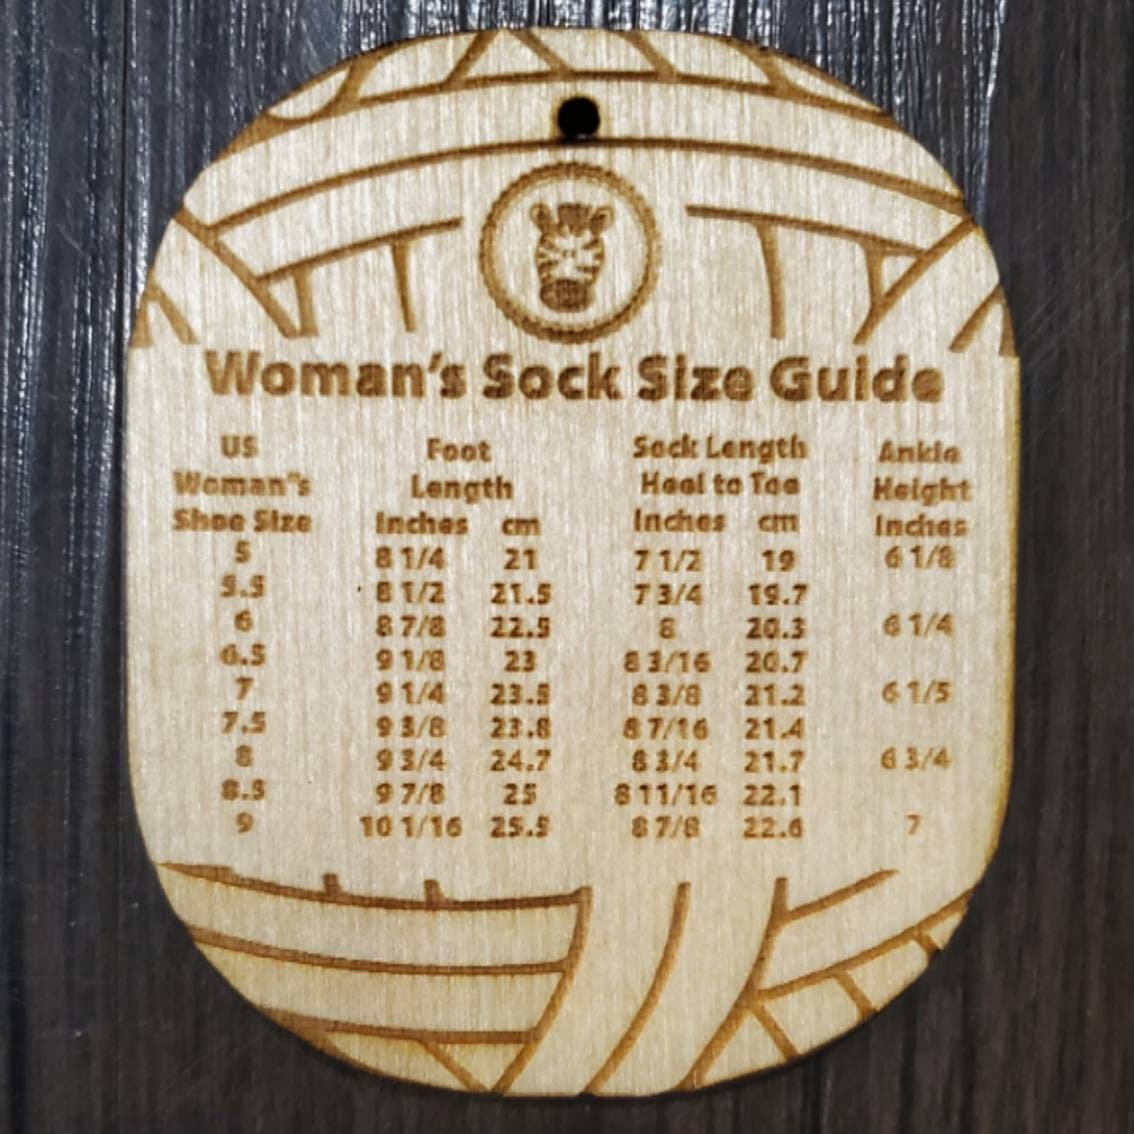 Woman's Sock Size Guide
US Foot Sock Length Ankle
Woman's Length Heel to Toe Height
Shoe Size Inches cm Inches cm Inches
5 8 1/4 21 7 1/2 19 6 1/8
5.5 8 1/2 21.5 7 3/4 19.7
6 8 7/8 22.5 8 20.3 6 1/4
6.5 9 1/8 23 8 3/16 20.7
7 9 1/4 23.5 8 3/8 21.2 6 1/5
7.5 9 3/8 23.8 8 7/16 21.4
8 9 3/4 24.7 8 3/4 21.7 6 3/4
8.5 9 7/8 25 8 11/16 22.1
9 10 1/16 25.5 8 7/8 22.6 7